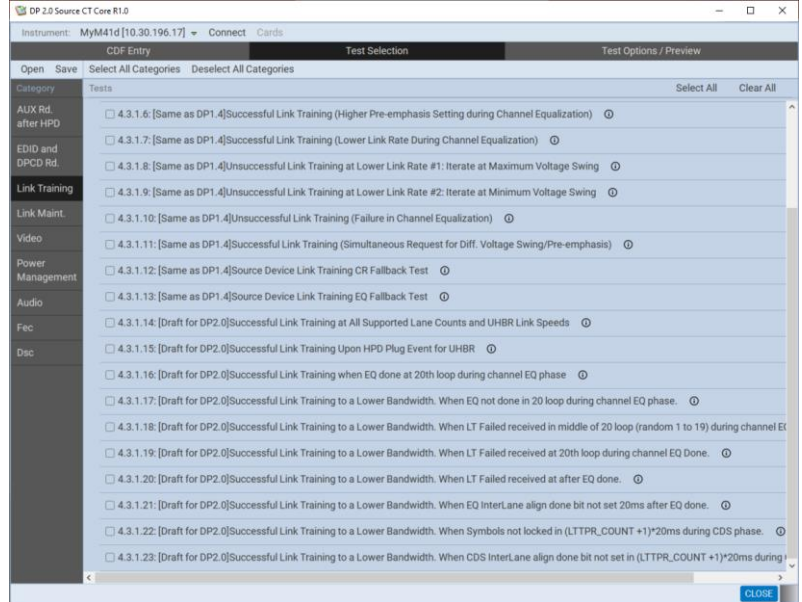 DP 2.0 Source CT Core R1.0
Instrument: MyM41d [10.30.196.17] Connect Cards
CDF Entry Test Selection Test Options / Preview
Open Save Select All Categories Deselect All Categories
Category Tests Select All Clear All
AUX Rd. after HPD
EDID and DPCD Rd.
Link Training
Link Maint.
Video
Power Management
Audio
Fec
Dsc
4.3.1.6: [Same as DP1.4]Successful Link Training (Higher Pre-emphasis Setting during Channel Equalization)
4.3.1.7: [Same as DP1.4]Successful Link Training (Lower Link Rate During Channel Equalization)
4.3.1.8: [Same as DP1.4]Unsuccessful Link Training at Lower Link Rate #1: Iterate at Maximum Voltage Swing
4.3.1.9: [Same as DP1.4]Unsuccessful Link Training at Lower Link Rate #2: Iterate at Minimum Voltage Swing
4.3.1.10: [Same as DP1.4]Unsuccessful Link Training (Failure in Channel Equalization)
4.3.1.11: [Same as DP1.4]Successful Link Training (Simultaneous Request for Diff. Voltage Swing/Pre-emphasis)
4.3.1.12: [Same as DP1.4]Source Device Link Training CR Fallback Test
4.3.1.13: [Same as DP1.4]Source Device Link Training EQ Fallback Test
4.3.1.14: [Draft for DP2.0]Successful Link Training at All Supported Lane Counts and UHBR Link Speeds
4.3.1.15: [Draft for DP2.0]Successful Link Training Upon HPD Plug Event for UHBR
4.3.1.16: [Draft for DP2.0]Successful Link Training when EQ done at 20th loop during channel EQ phase
4.3.1.17: [Draft for DP2.0]Successful Link Training to a Lower Bandwidth. When EQ not done in 20 loop during channel EQ phase.
4.3.1.18: [Draft for DP2.0]Successful Link Training to a Lower Bandwidth. When LT Failed received in middle of 20 loop (random 1 to 19) during channel
4.3.1.19: [Draft for DP2.0]Successful Link Training to a Lower Bandwidth. When LT Failed received at 20th loop during channel EQ Done.
4.3.1.20: [Draft for DP2.0]Successful Link Training to a Lower Bandwidth. When LT Failed received at after EQ done.
4.3.1.21: [Draft for DP2.0]Successful Link Training to a Lower Bandwidth. When EQ InterLane align done bit not set 20ms after EQ done.
4.3.1.22: [Draft for DP2.0]Successful Link Training to a Lower Bandwidth. When Symbols not locked in (LTTPR_COUNT +1)*20ms during CDS phase.
4.3.1.23: [Draft for DP2.0]Successful Link Training to a Lower Bandwidth. When CDS InterLane align done bit not set in (LTTPR_COUNT +1)*20ms during
CLOSE